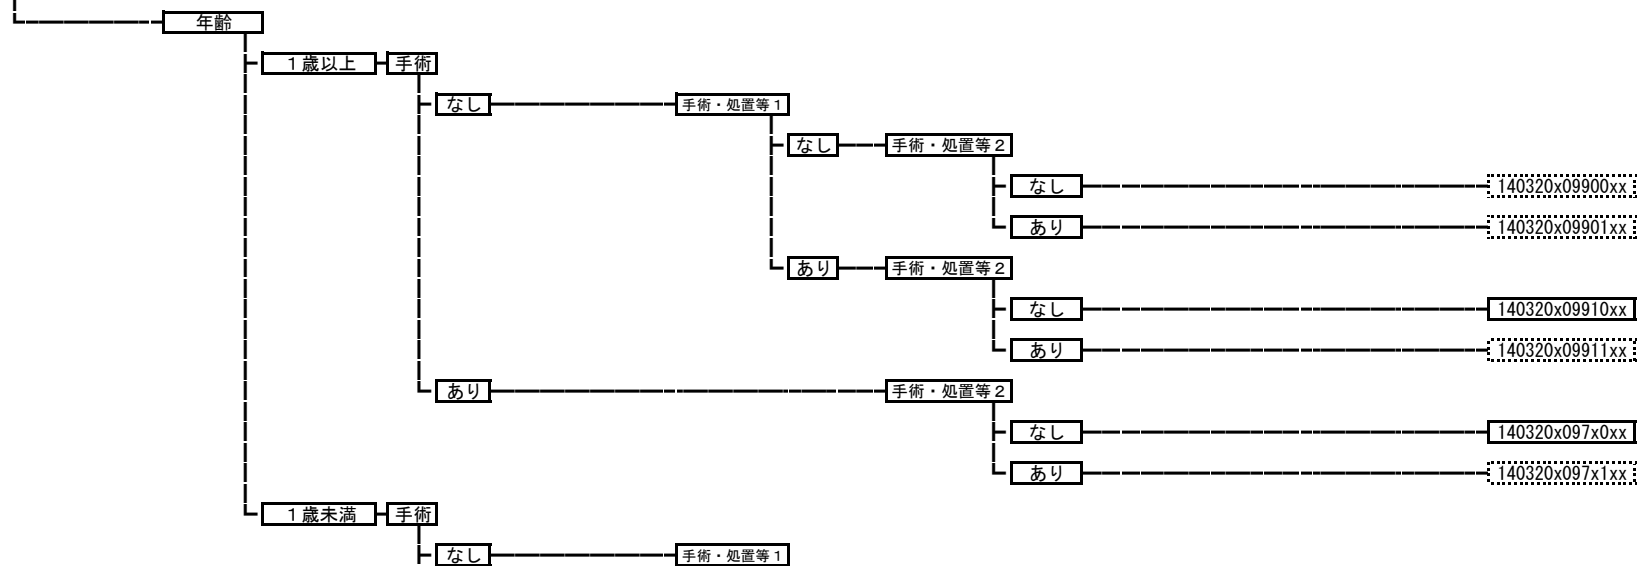 年齢
１歳以上 手術
なし 手術・処置等１
なし 手術・処置等２
なし 140320x09900xx
あり 140320x09901xx
あり 手術・処置等２
なし 140320x09910xx
あり 140320x09911xx
あり 手術・処置等２
なし 140320x097x0xx
あり 140320x097x1xx
１歳未満 手術
なし 手術・処置等１